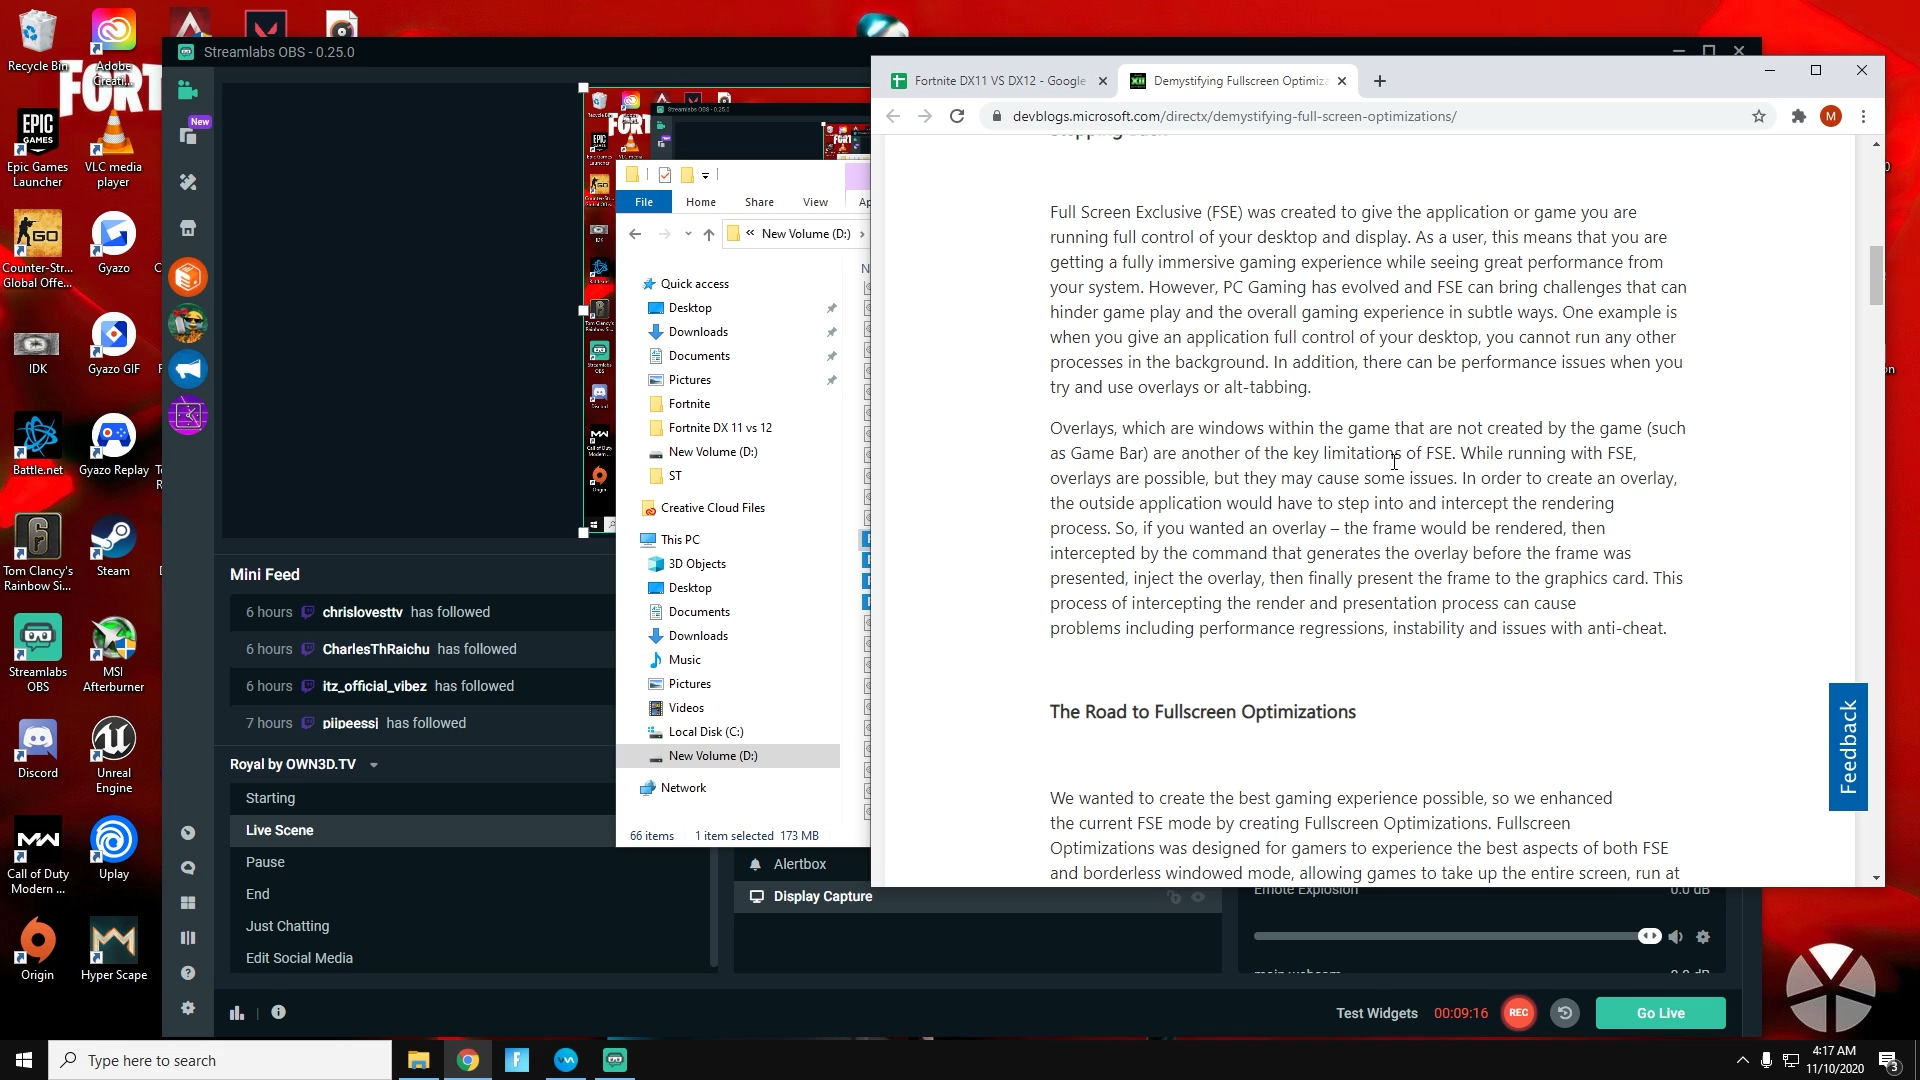 Recycle Bin
Adobe
Creati...
FORT
Epic Games
Launcher
VLC media
player
Counter-Str...
Global Offe...
Gyazo
IDK
Gyazo GIF
Battle.net
Gyazo Replay
Tom Clancy's
Rainbow Si...
Steam
Streamlabs
OBS
MSI
Afterburner
Discord
Unreal
Engine
Call of Duty
Modern ...
Uplay
Origin
Hyper Scape
Streamlabs OBS - 0.25.0
New
Mini Feed
6 hours chrislovesttv has followed
6 hours CharlesThRaichu has followed
6 hours itz_official_vibez has followed
7 hours piipeessj has followed
Royal by OWN3D.TV
Starting
Live Scene
Pause
End
Just Chatting
Edit Social Media
Alertbox
Display Capture
Emote Explosion 0.0 dB
main webcam 0.0 dB
Test Widgets 00:09:16 REC Go Live
File Home Share View
« New Volume (D:) ›
Quick access
Desktop
Downloads
Documents
Pictures
Fortnite
Fortnite DX 11 vs 12
New Volume (D:)
ST
Creative Cloud Files
This PC
3D Objects
Desktop
Documents
Downloads
Music
Pictures
Videos
Local Disk (C:)
New Volume (D:)
Network
66 items 1 item selected 173 MB
Fortnite DX11 VS DX12 - Google
Demystifying Fullscreen Optimiza
devblogs.microsoft.com/directx/demystifying-full-screen-optimizations/
M
Full Screen Exclusive (FSE) was created to give the application or game you are
running full control of your desktop and display. As a user, this means that you are
getting a fully immersive gaming experience while seeing great performance from
your system. However, PC Gaming has evolved and FSE can bring challenges that can
hinder game play and the overall gaming experience in subtle ways. One example is
when you give an application full control of your desktop, you cannot run any other
processes in the background. In addition, there can be performance issues when you
try and use overlays or alt-tabbing.
Overlays, which are windows within the game that are not created by the game (such
as Game Bar) are another of the key limitations of FSE. While running with FSE,
overlays are possible, but they may cause some issues. In order to create an overlay,
the outside application would have to step into and intercept the rendering
process. So, if you wanted an overlay – the frame would be rendered, then
intercepted by the command that generates the overlay before the frame was
presented, inject the overlay, then finally present the frame to the graphics card. This
process of intercepting the render and presentation process can cause
problems including performance regressions, instability and issues with anti-cheat.
The Road to Fullscreen Optimizations
We wanted to create the best gaming experience possible, so we enhanced
the current FSE mode by creating Fullscreen Optimizations. Fullscreen
Optimizations was designed for gamers to experience the best aspects of both FSE
and borderless windowed mode, allowing games to take up the entire screen, run at
Feedback
Type here to search
4:17 AM
11/10/2020
3